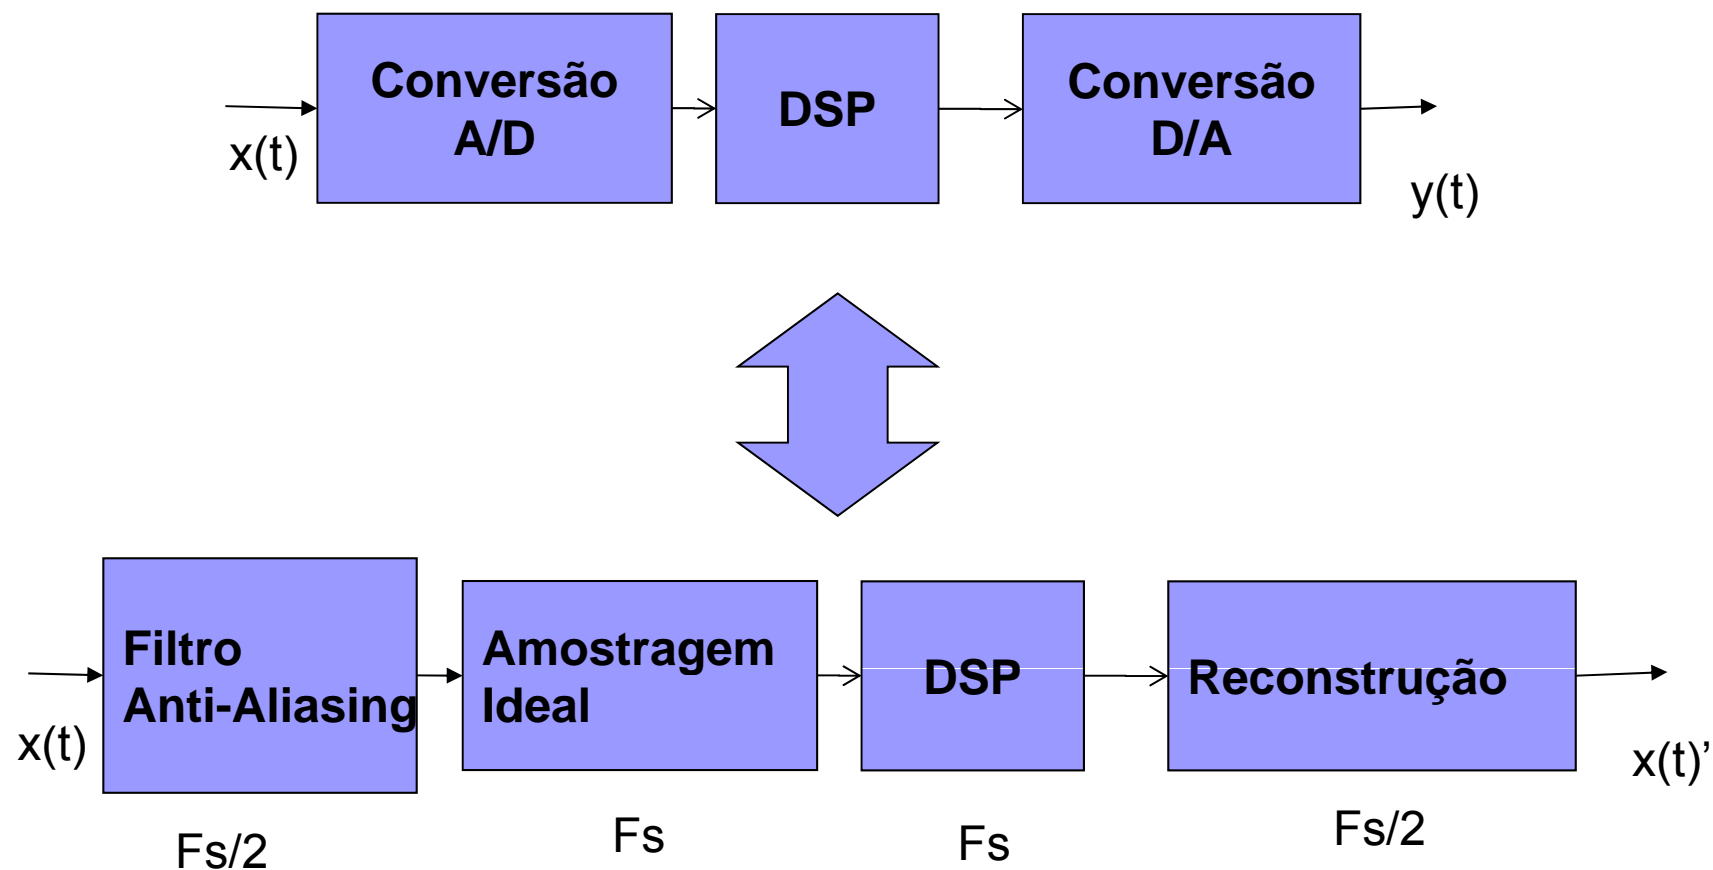 Conversão
A/D
DSP
Conversão
D/A
x(t)
y(t)
Filtro
Anti-Aliasing
Amostragem
Ideal
DSP
Reconstrução
x(t)
x(t)’
Fs/2
Fs
Fs
Fs/2